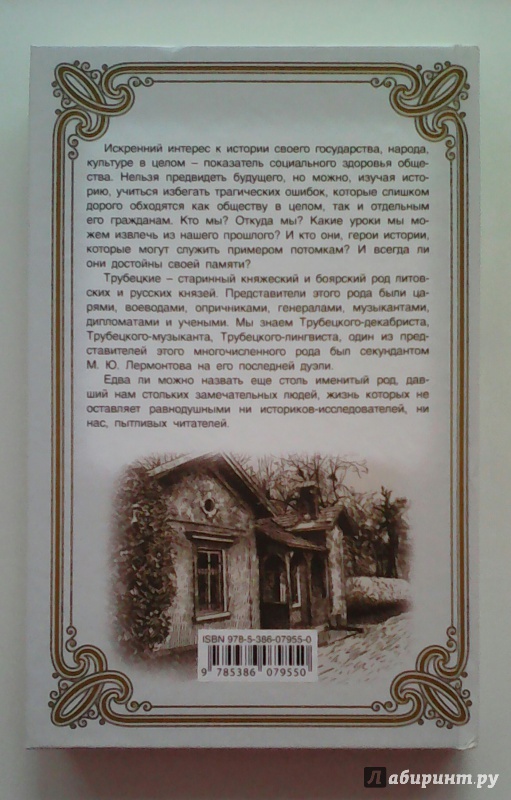 Искренний интерес к истории своего государства, народа,
культуре в целом – показатель социального здоровья обще-
ства. Нельзя предвидеть будущего, но можно, изучая исто-
рию, учиться избегать трагических ошибок, которые слишком
дорого обходятся как обществу в целом, так и отдельным
его гражданам. Кто мы? Откуда мы? Какие уроки мы мо-
жем извлечь из нашего прошлого? И кто они, герои истории,
которые могут служить примером потомкам? И всегда ли
они достойны своей памяти?
Трубецкие – старинный княжеский и боярский род литов-
ских и русских князей. Представители этого рода были ца-
рями, воеводами, опричниками, генералами, музыкантами,
дипломатами и учеными. Мы знаем Трубецкого-декабриста,
Трубецкого-музыканта, Трубецкого-лингвиста, один из пред-
ставителей этого многочисленного рода был секундантом
М. Ю. Лермонтова на его последней дуэли.
Едва ли можно назвать еще столь именитый род, дав-
ший нам стольких замечательных людей, жизнь которых не
оставляет равнодушными ни историков-исследователей, ни
нас, пытливых читателей.
ISBN 978-5-386-07955-0
9 785386 079550
Лабиринт.ру